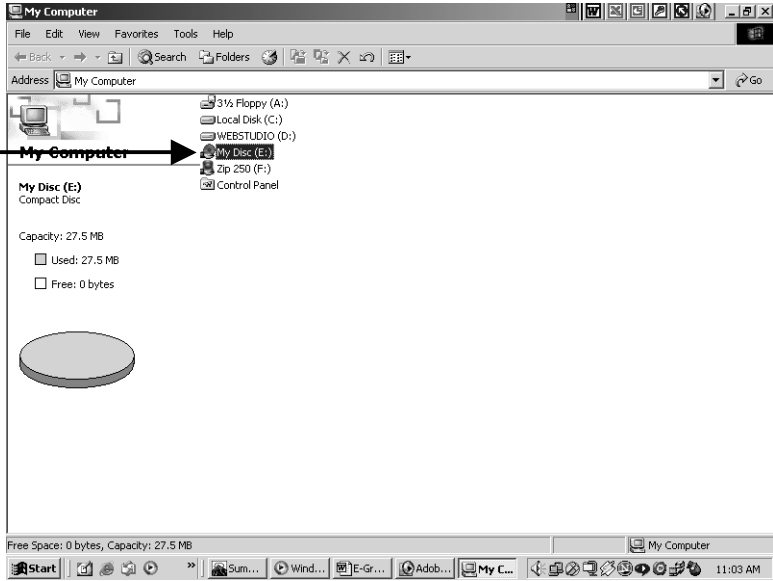 My Computer
File Edit View Favorites Tools Help
Back Search Folders
Address My Computer Go
3½ Floppy (A:)
Local Disk (C:)
WEBSTUDIO (D:)
My Disc (E:)
Zip 250 (F:)
Control Panel
My Computer
My Disc (E:)
Compact Disc
Capacity: 27.5 MB
Used: 27.5 MB
Free: 0 bytes
Free Space: 0 bytes, Capacity: 27.5 MB My Computer
Start » Sum... Wind... E-Gr... Adob... My C... 11:03 AM